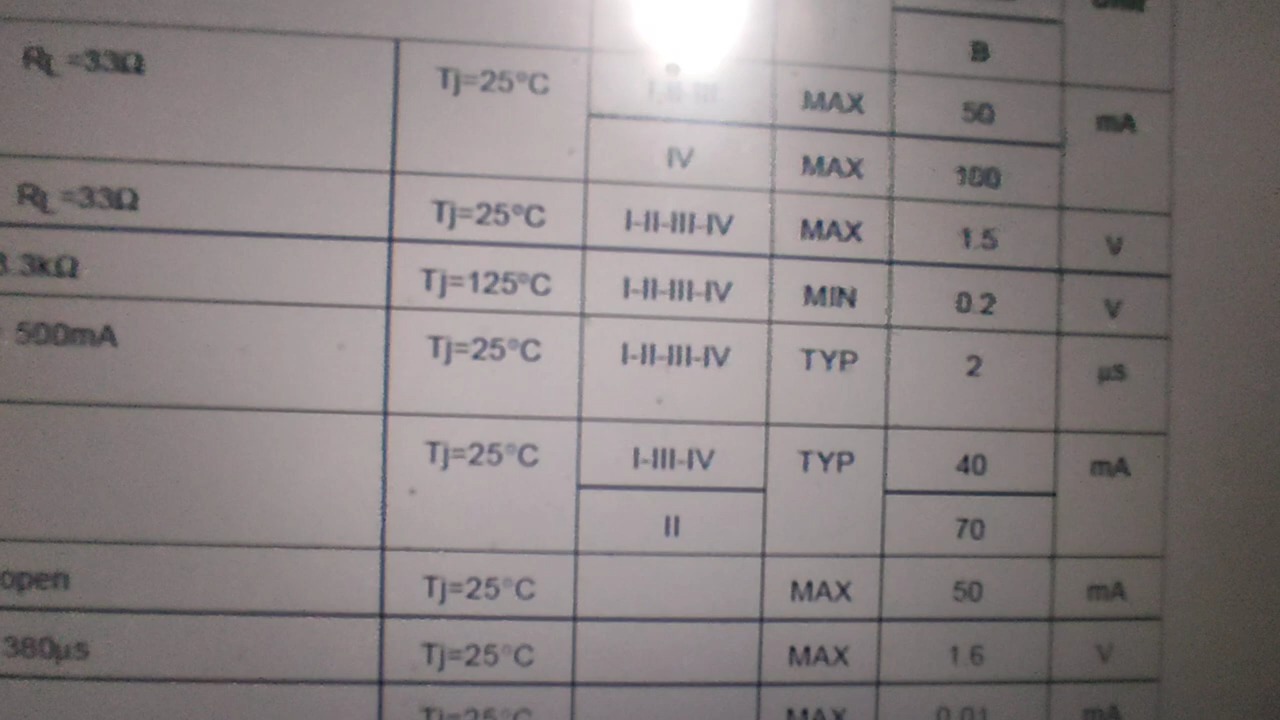 B
RL =33Ω Tj=25°C MAX 50 mA
IV MAX 100
RL =33Ω Tj=25°C I-II-III-IV MAX 1.5 V
3.3kΩ Tj=125°C I-II-III-IV MIN 0.2 V
500mA Tj=25°C I-II-III-IV TYP 2 µS
Tj=25°C I-III-IV TYP 40 mA
II 70
open Tj=25°C MAX 50 mA
380µs Tj=25°C MAX 1.6 V
Tj=25°C MAX 0.01 mA